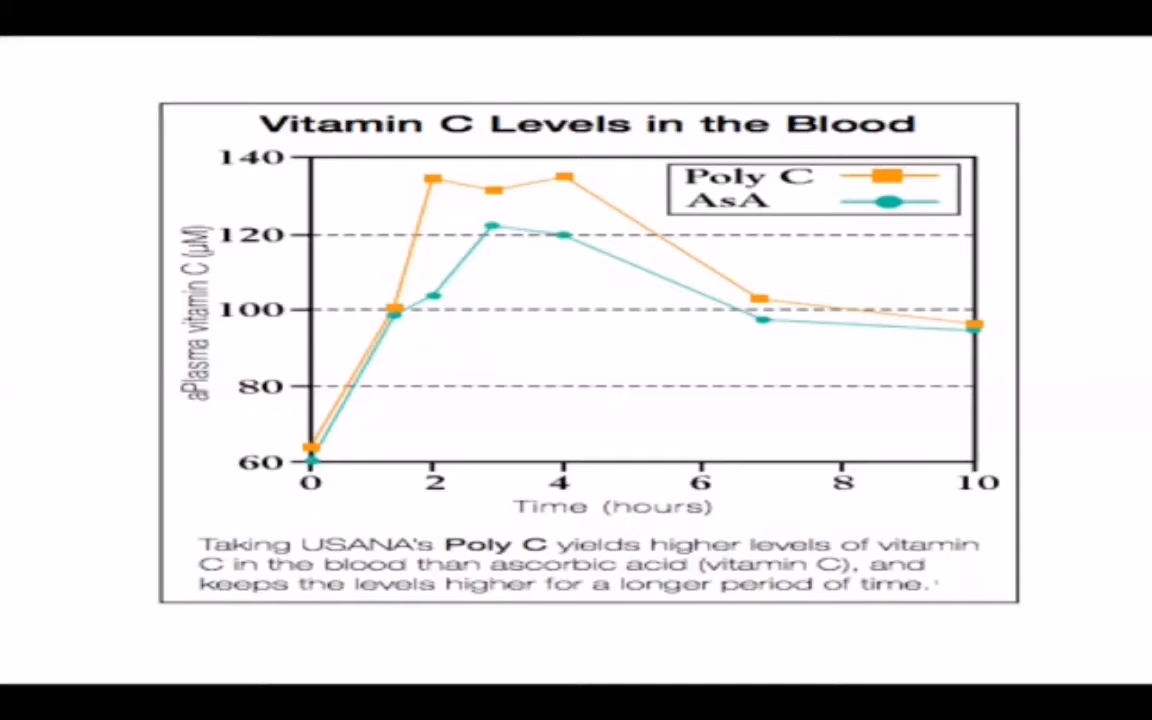 Vitamin C Levels in the Blood
140
Poly C
AsA
120
100
80
60
aPlasma vitamin C (µM)
0 2 4 6 8 10
Time (hours)
Taking USANA's Poly C yields higher levels of vitamin
C in the blood than ascorbic acid (vitamin C), and
keeps the levels higher for a longer period of time.¹